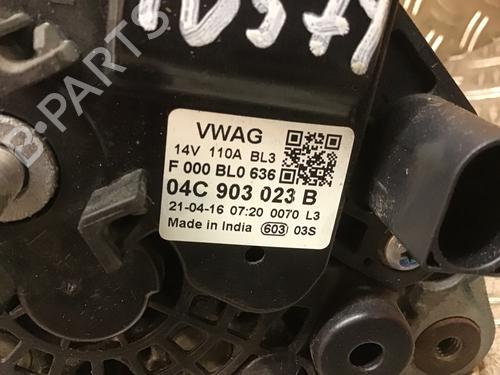 10574
B-PARTS
VWAG
14V 110A BL3
F 000 BL0 636
04C 903 023 B
21-04-16 07:20 0070 L3
Made in India 603 03S